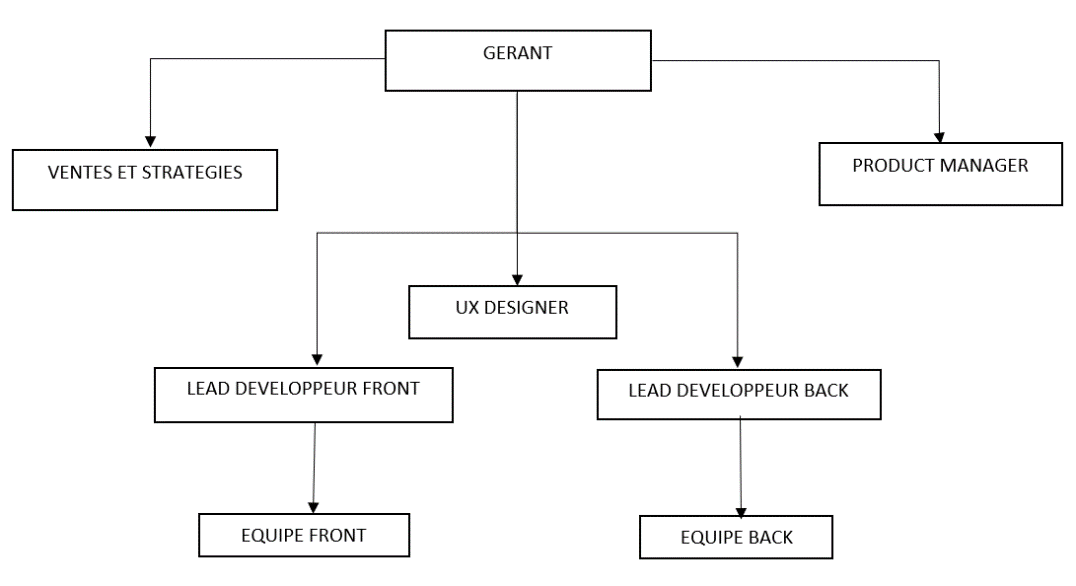 GERANT
VENTES ET STRATEGIES
PRODUCT MANAGER
UX DESIGNER
LEAD DEVELOPPEUR FRONT
LEAD DEVELOPPEUR BACK
EQUIPE FRONT
EQUIPE BACK